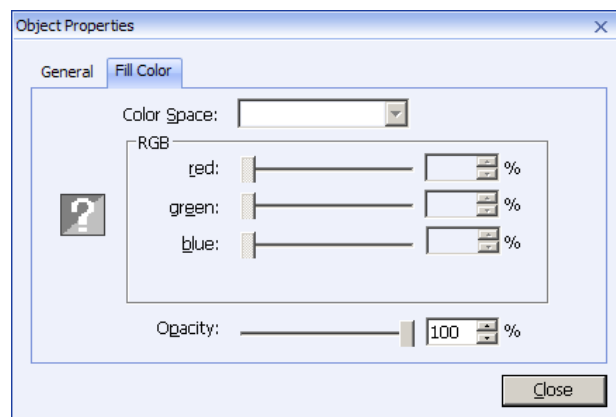 Object Properties
General Fill Color
Color Space:
RGB
red: %
green: %
blue: %
Opacity: 100 %
Close